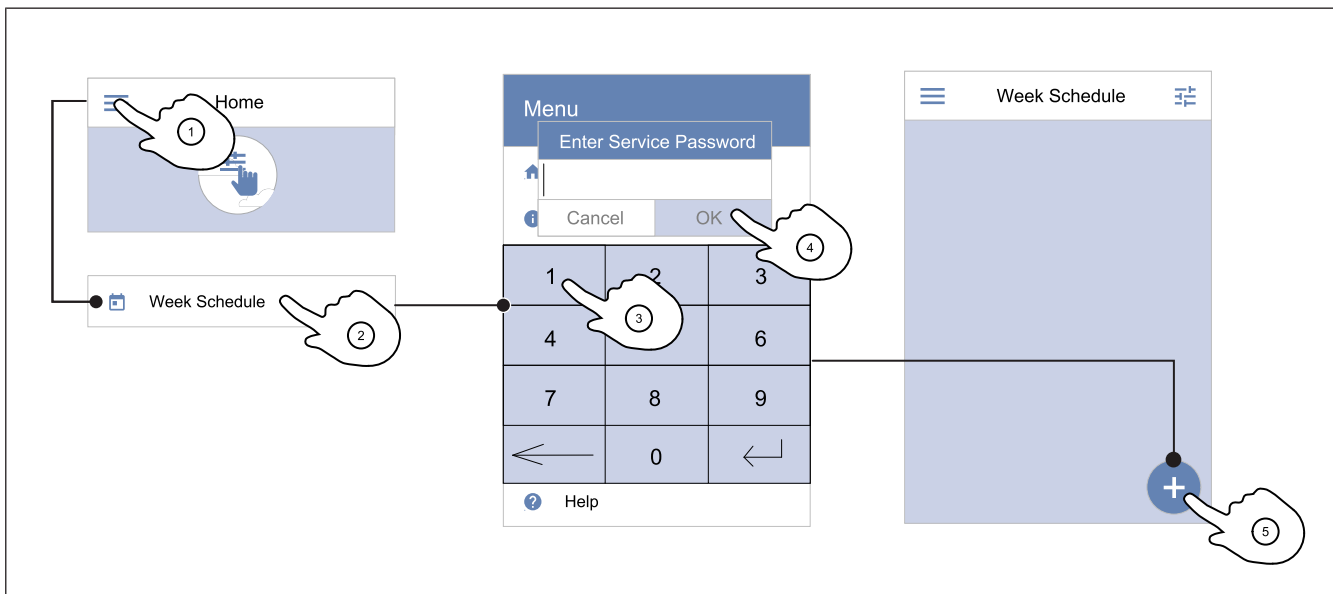 Home
1
Week Schedule
2
Menu
Enter Service Password
Cancel OK
4
1 2 3
3
4 6
7 8 9
0
Help
Week Schedule
5